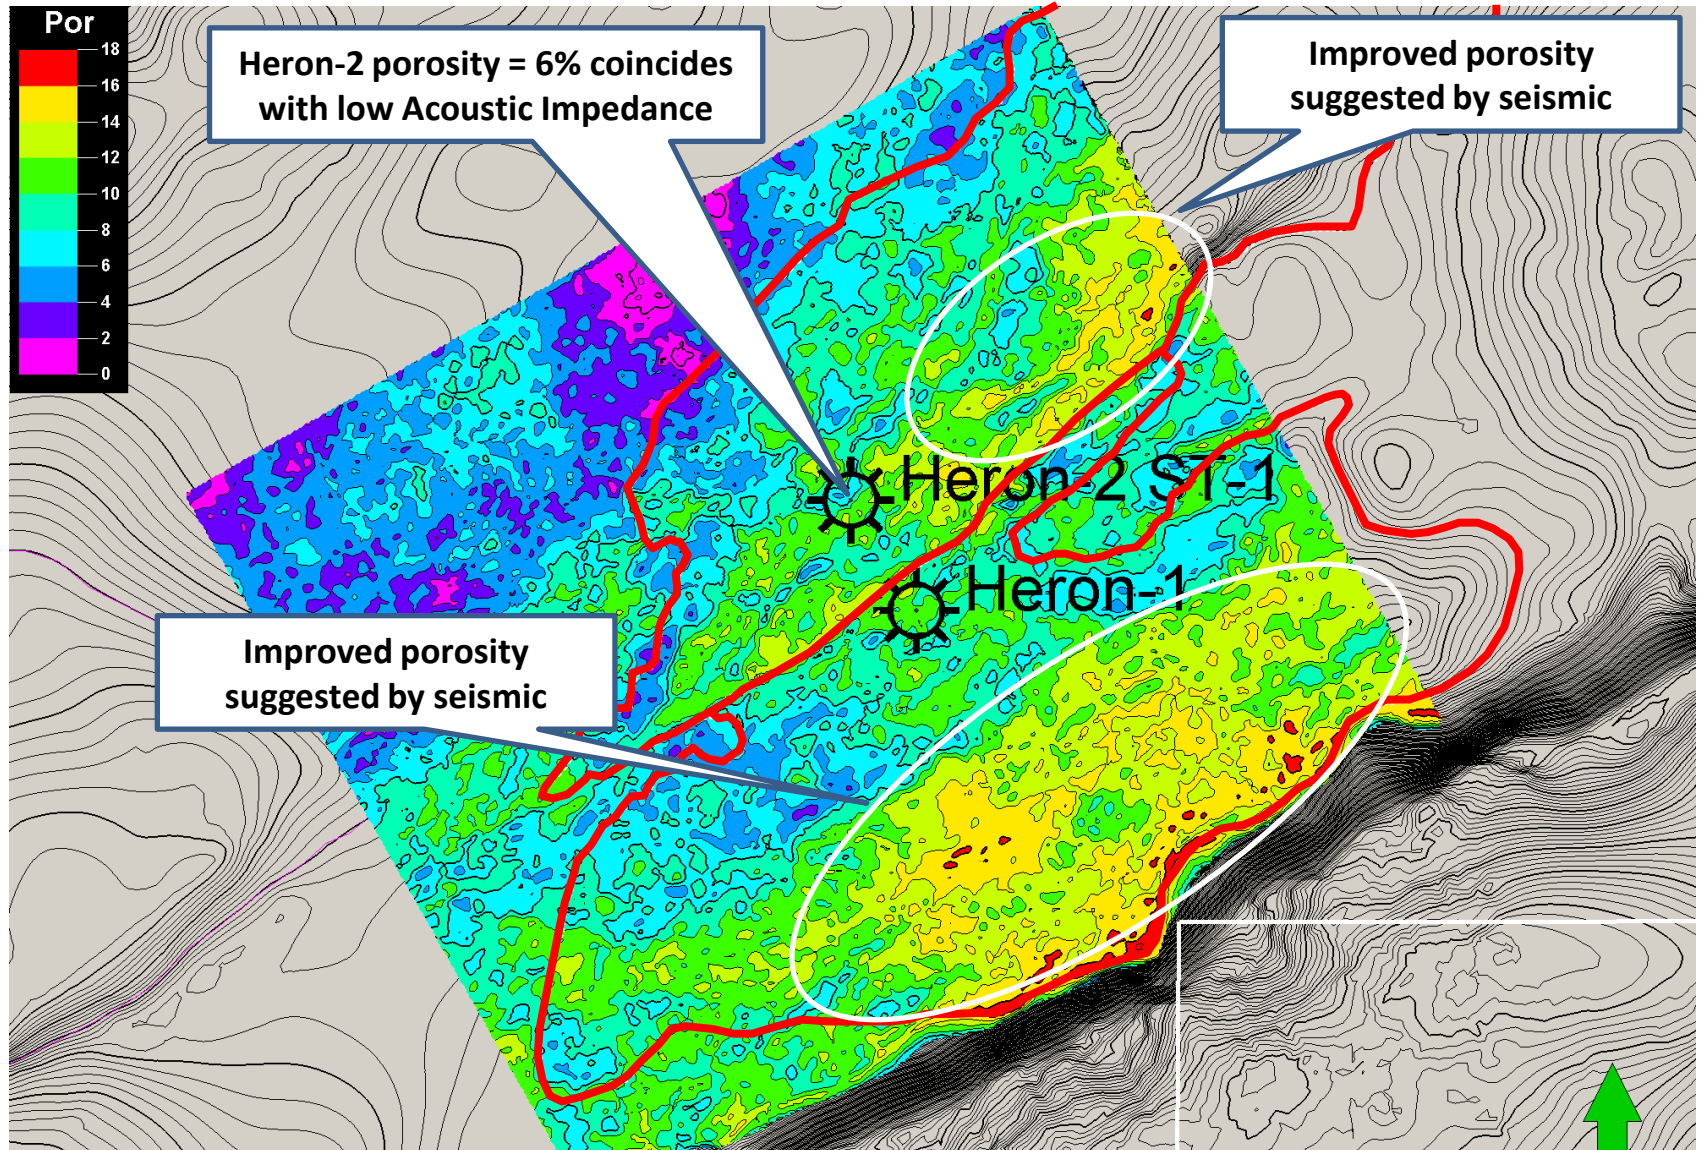 Por
18
16
14
12
10
8
6
4
2
0
Heron-2 porosity = 6% coincides
with low Acoustic Impedance
Improved porosity
suggested by seismic
Heron-2 ST-1
Heron-1
Improved porosity
suggested by seismic